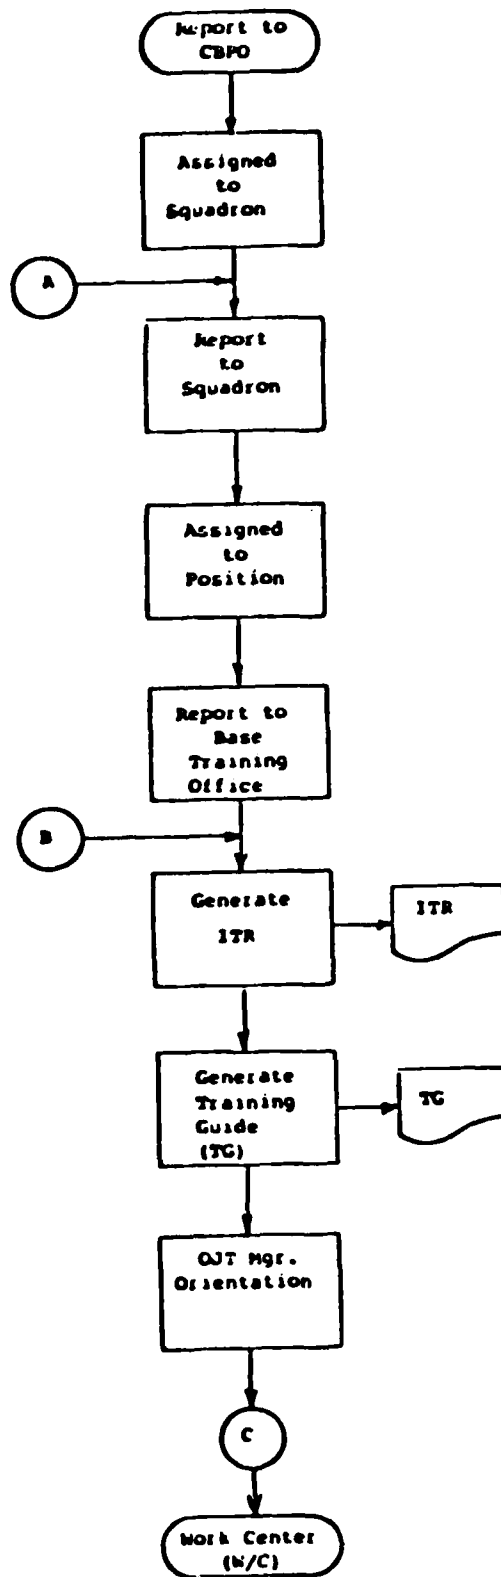 Report to
CBPO
Assigned
to
Squadron
A
Report
to
Squadron
Assigned
to
Position
Report to
Base
Training
Office
B
Generate
ITR
ITR
Generate
Training
Guide
(TG)
TG
OJT Mgr.
Orientation
C
Work Center
(W/C)